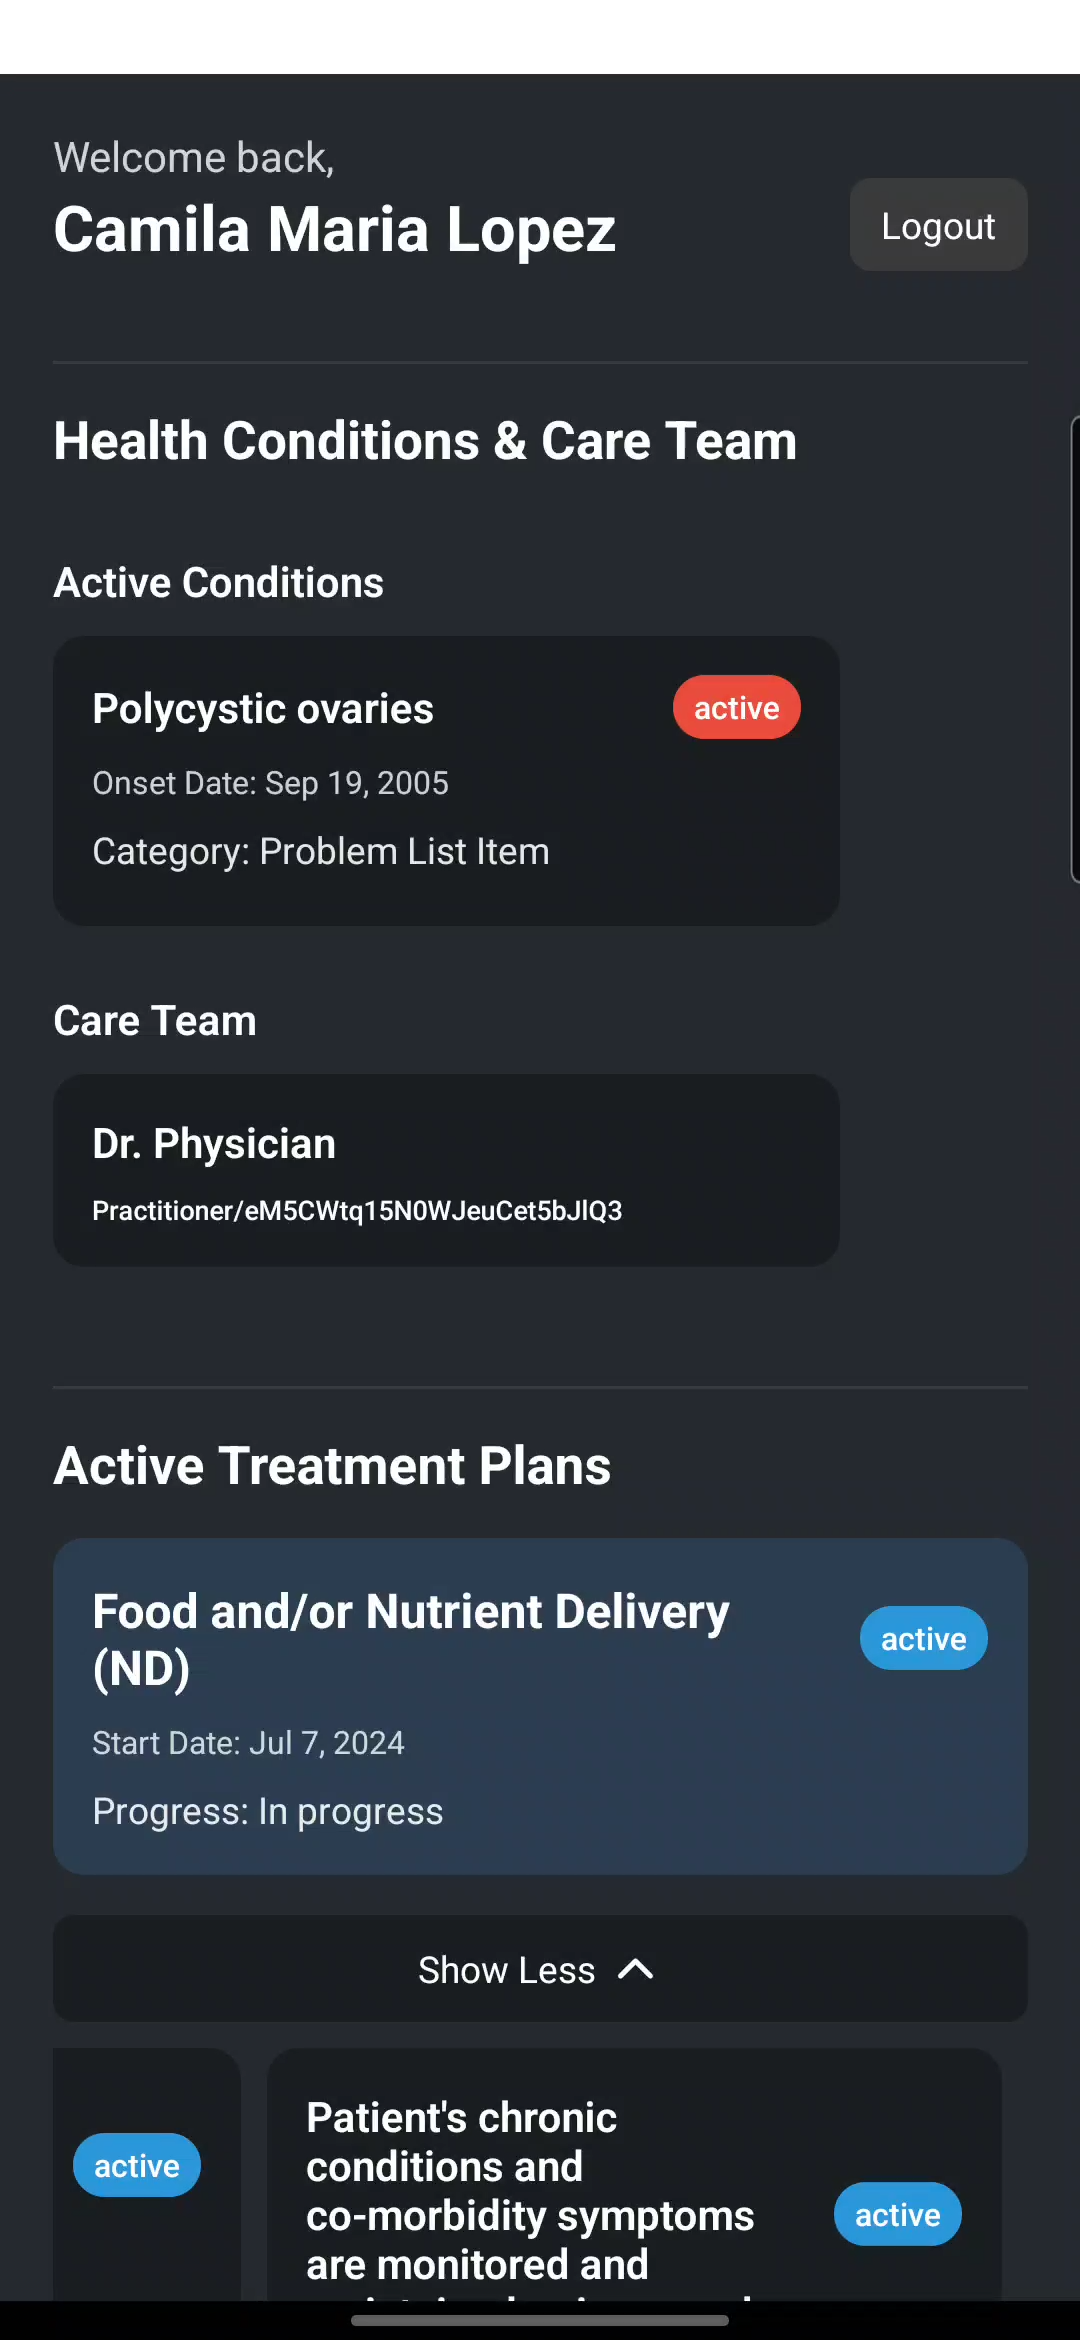 Welcome back,
Camila Maria Lopez
Logout
Health Conditions & Care Team
Active Conditions
Polycystic ovaries
active
Onset Date: Sep 19, 2005
Category: Problem List Item
Care Team
Dr. Physician
Practitioner/eM5CWtq15N0WJeuCet5bJlQ3
Active Treatment Plans
Food and/or Nutrient Delivery
(ND)
active
Start Date: Jul 7, 2024
Progress: In progress
Show Less
active
Patient's chronic
conditions and
co-morbidity symptoms
are monitored and
active